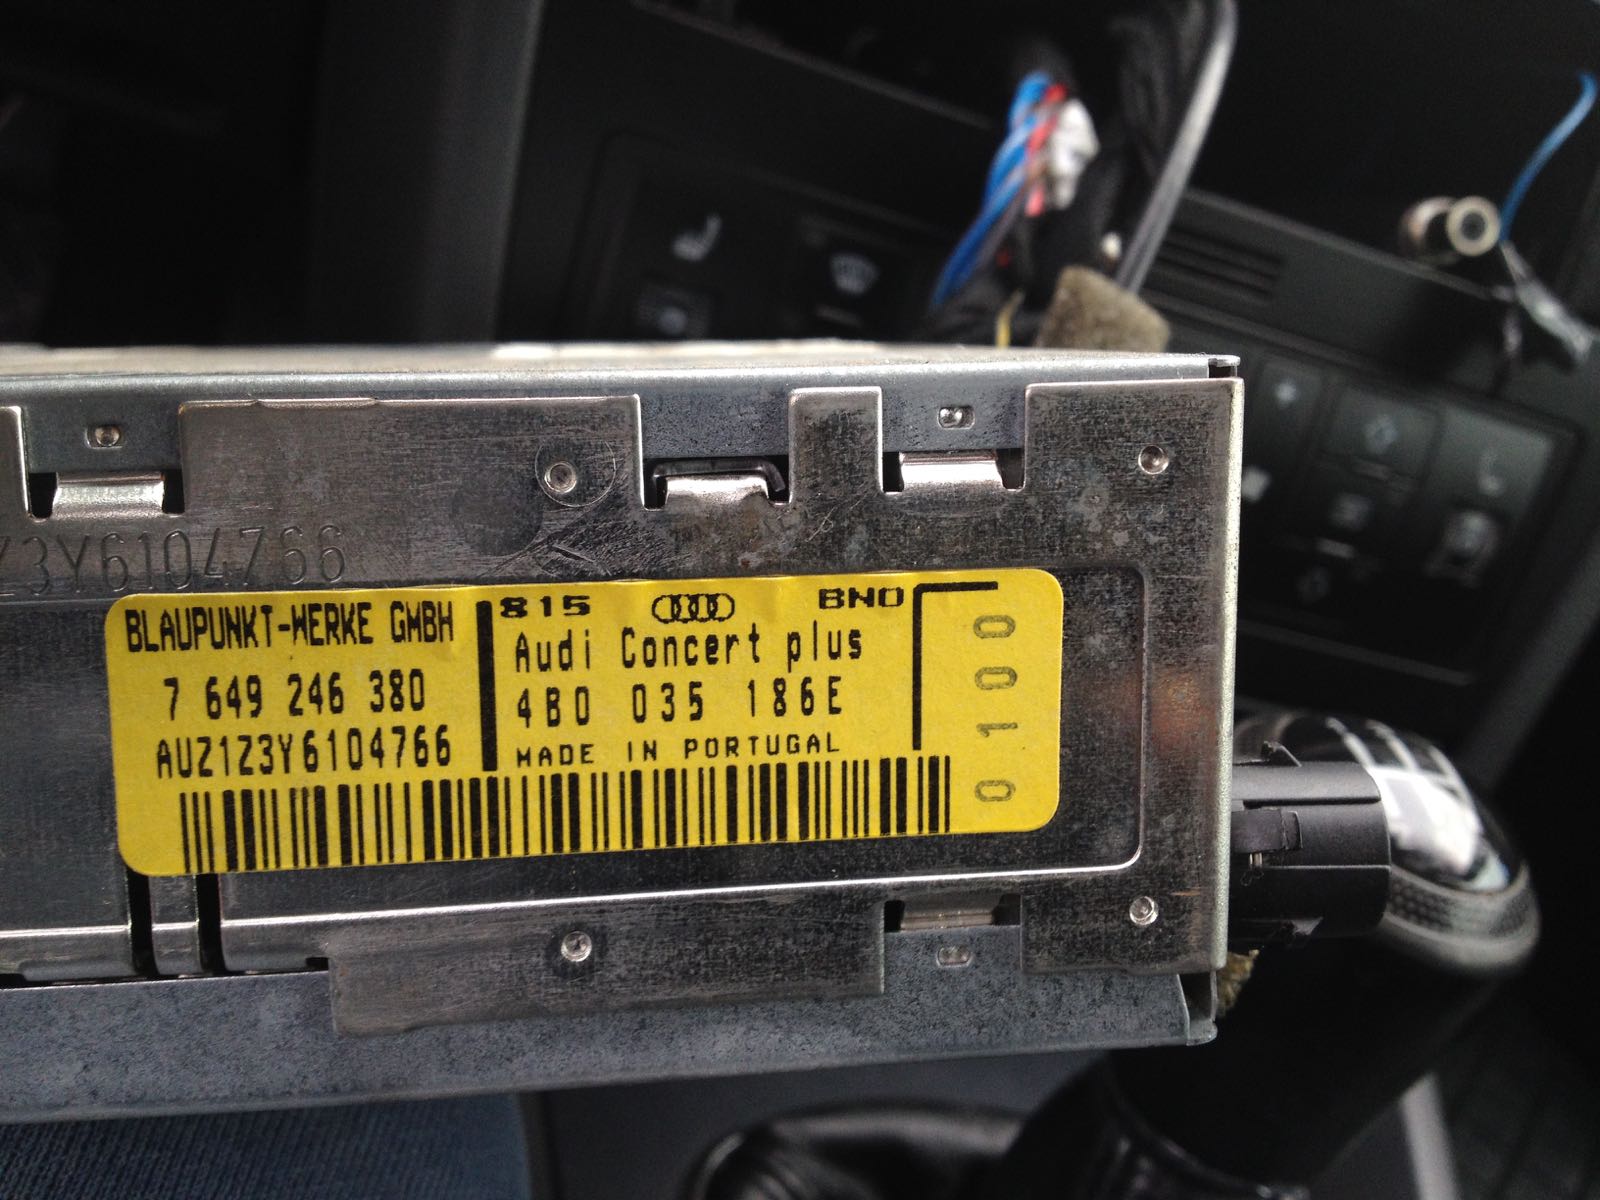 Z3Y6104766
BLAUPUNKT-WERKE GMBH
7 649 246 380
AUZ1Z3Y6104766
815 BNO
Audi Concert plus
4B0 035 186E
MADE IN PORTUGAL
0100